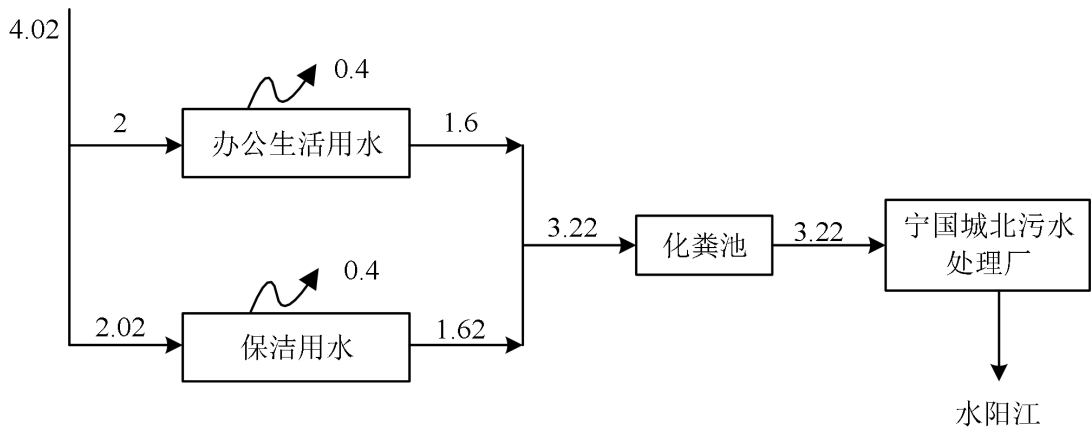 4.02
0.4
2
办公生活用水
1.6
3.22
化粪池
3.22
宁国城北污水
处理厂
0.4
2.02
保洁用水
1.62
水阳江